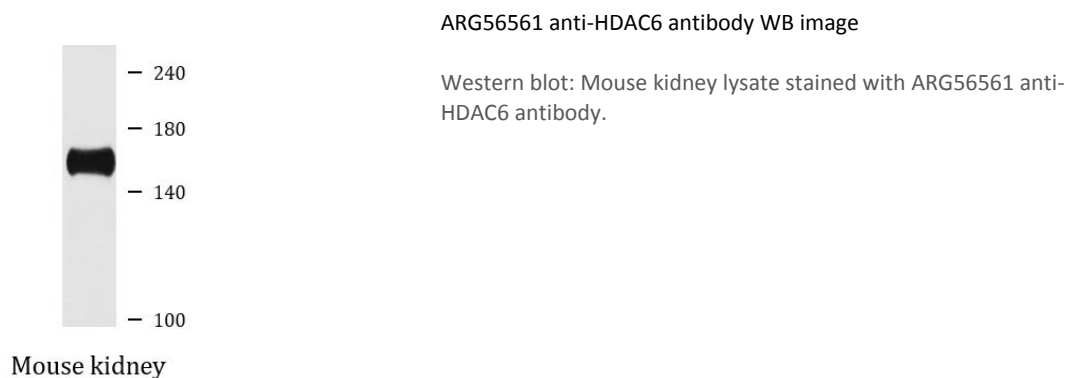 ARG56561 anti-HDAC6 antibody WB image
Western blot: Mouse kidney lysate stained with ARG56561 anti-
HDAC6 antibody.
240
180
140
100
Mouse kidney